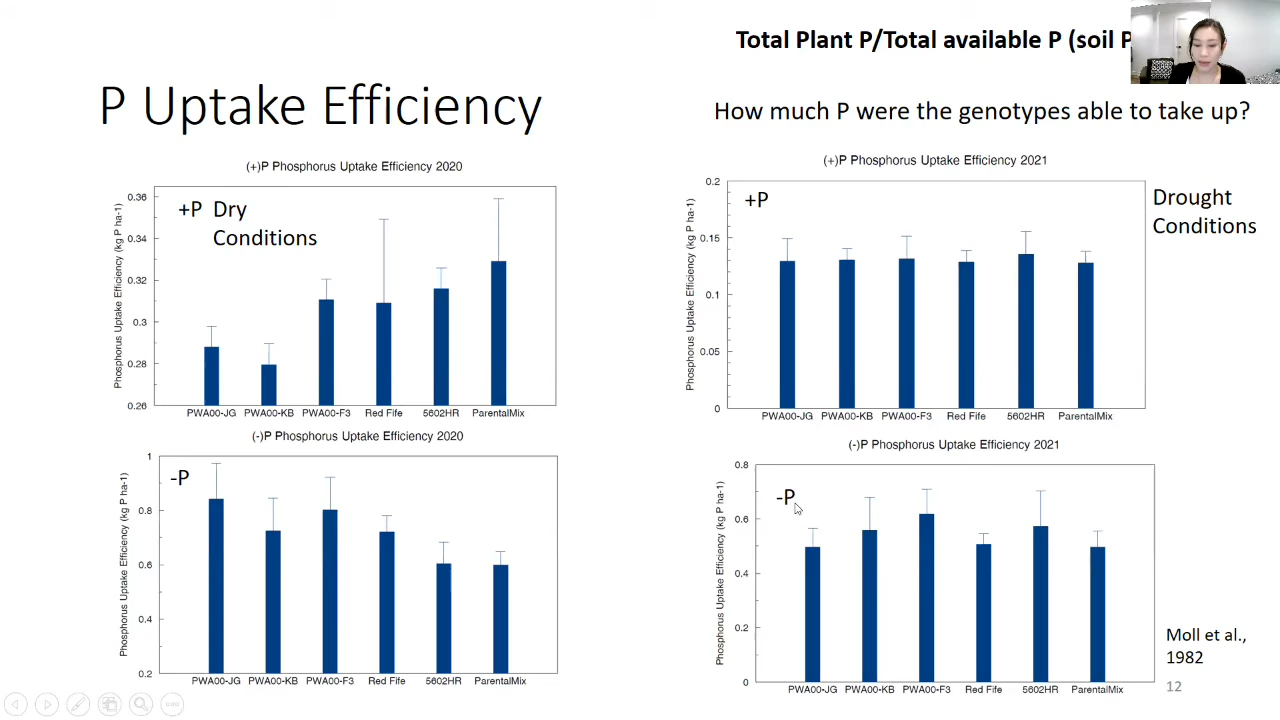 Total Plant P/Total available P (soil P
P Uptake Efficiency
How much P were the genotypes able to take up?
(+)P Phosphorus Uptake Efficiency 2020
Phosphorus Uptake Efficiency (kg P ha-1)
0.36
0.34
0.32
0.3
0.28
0.26
+P Dry
Conditions
PWA00-JG PWA00-KB PWA00-F3 Red Fife 5602HR ParentalMix
(+)P Phosphorus Uptake Efficiency 2021
Phosphorus Uptake Efficiency (kg P ha-1)
0.2
0.15
0.1
0.05
0
+P
Drought
Conditions
PWA00-JG PWA00-KB PWA00-F3 Red Fife 5602HR ParentalMix
(-)P Phosphorus Uptake Efficiency 2020
Phosphorus Uptake Efficiency (kg P ha-1)
1
0.8
0.6
0.4
0.2
-P
PWA00-JG PWA00-KB PWA00-F3 Red Fife 5602HR ParentalMix
(-)P Phosphorus Uptake Efficiency 2021
Phosphorus Uptake Efficiency (kg P ha-1)
0.8
0.6
0.4
0.2
0
-P
PWA00-JG PWA00-KB PWA00-F3 Red Fife 5602HR ParentalMix
Moll et al.,
1982
12